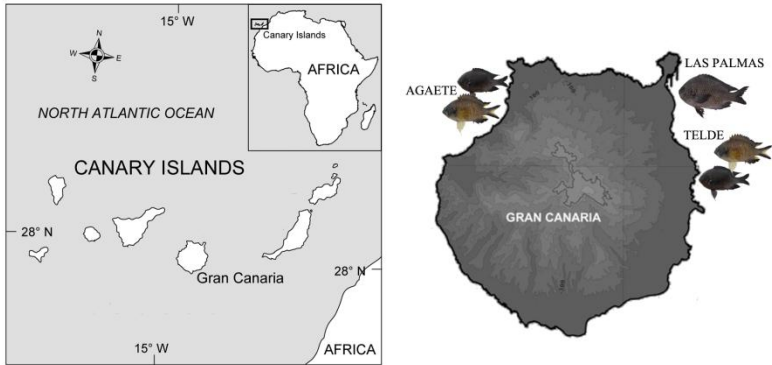 15° W
N
W
E
S
Canary Islands
AFRICA
NORTH ATLANTIC OCEAN
CANARY ISLANDS
28° N
Gran Canaria
28° N
15° W
AFRICA
AGAETE
LAS PALMAS
TELDE
GRAN CANARIA